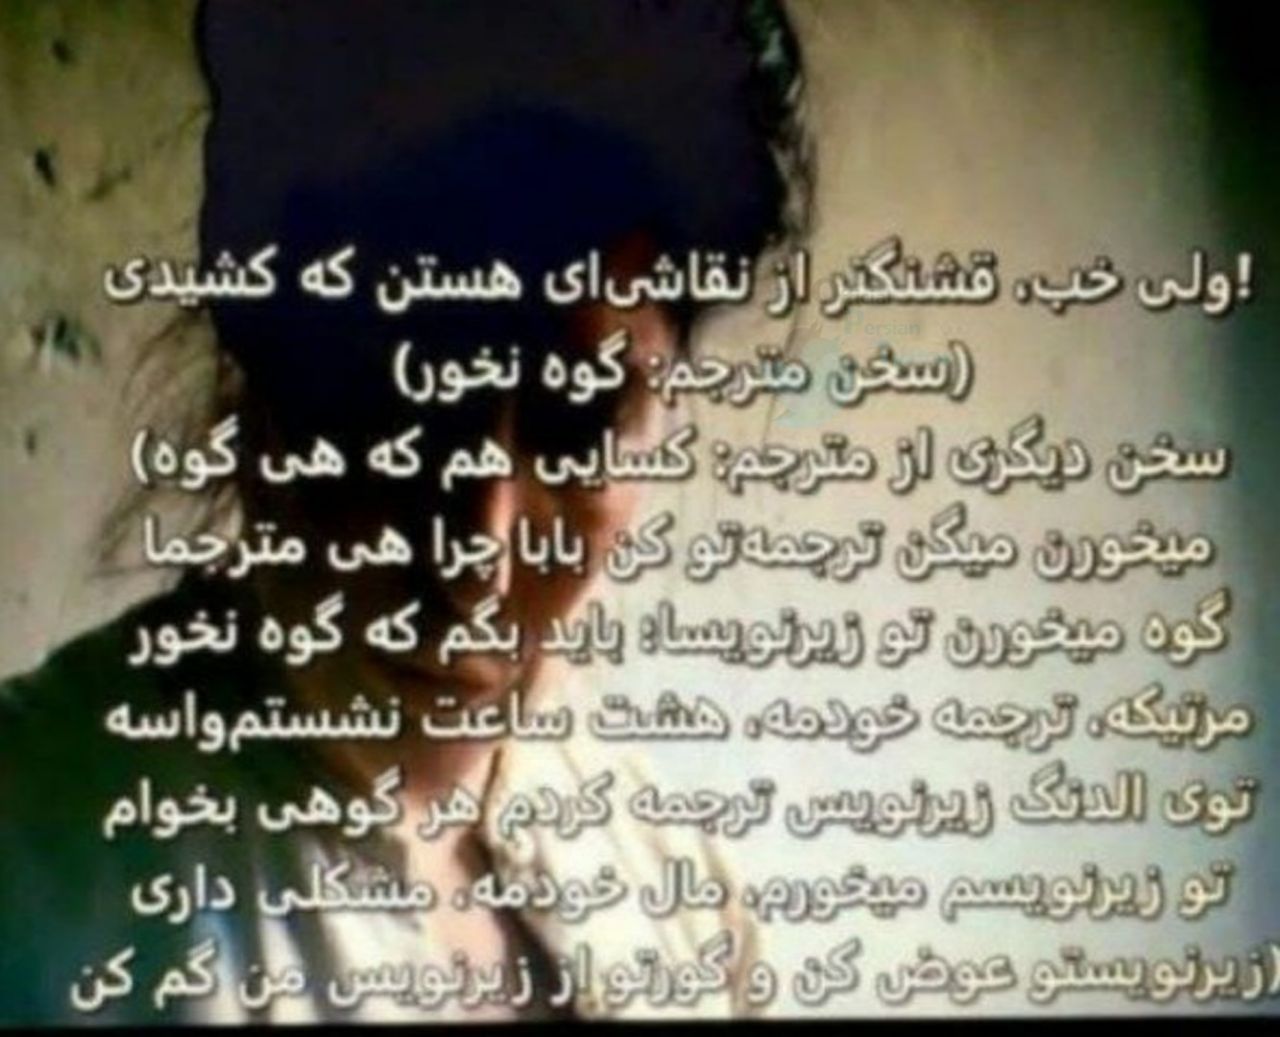 ولی خب، قشنگتر از نقاشی‌ای هستن که کشیدی!
Persian
(سخن مترجم: گوه نخور)
سخن دیگری از مترجم: کسایی هم که هی گوه)
میخورن میگن ترجمه‌تو کن بابا چرا هی مترجما
گوه میخورن تو زیرنویسا؛ باید بگم که گوه نخور
مرتیکه، ترجمه خودمه، هشت ساعت نشستم‌واسه
توی الدنگ زیرنویس ترجمه کردم هر گوهی بخوام
تو زیرنویسم میخورم، مال خودمه، مشکلی داری
(زیرنویستو عوض کن و گورتو از زیرنویس من گم کن